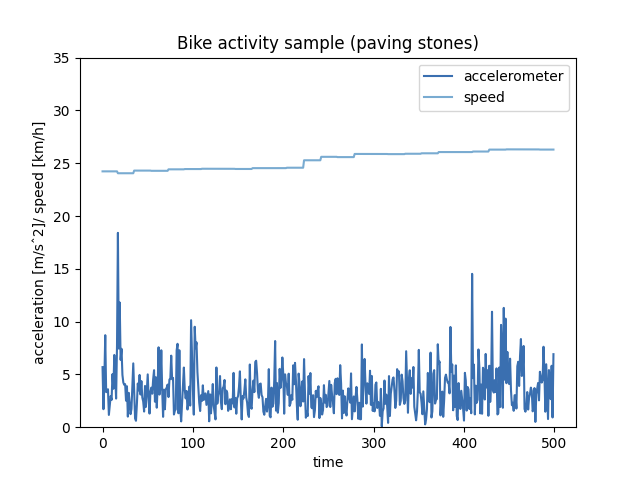 Bike activity sample (paving stones)
accelerometer
speed
acceleration [m/sˆ2]/ speed [km/h]
35
30
25
20
15
10
5
0
0 100 200 300 400 500
time